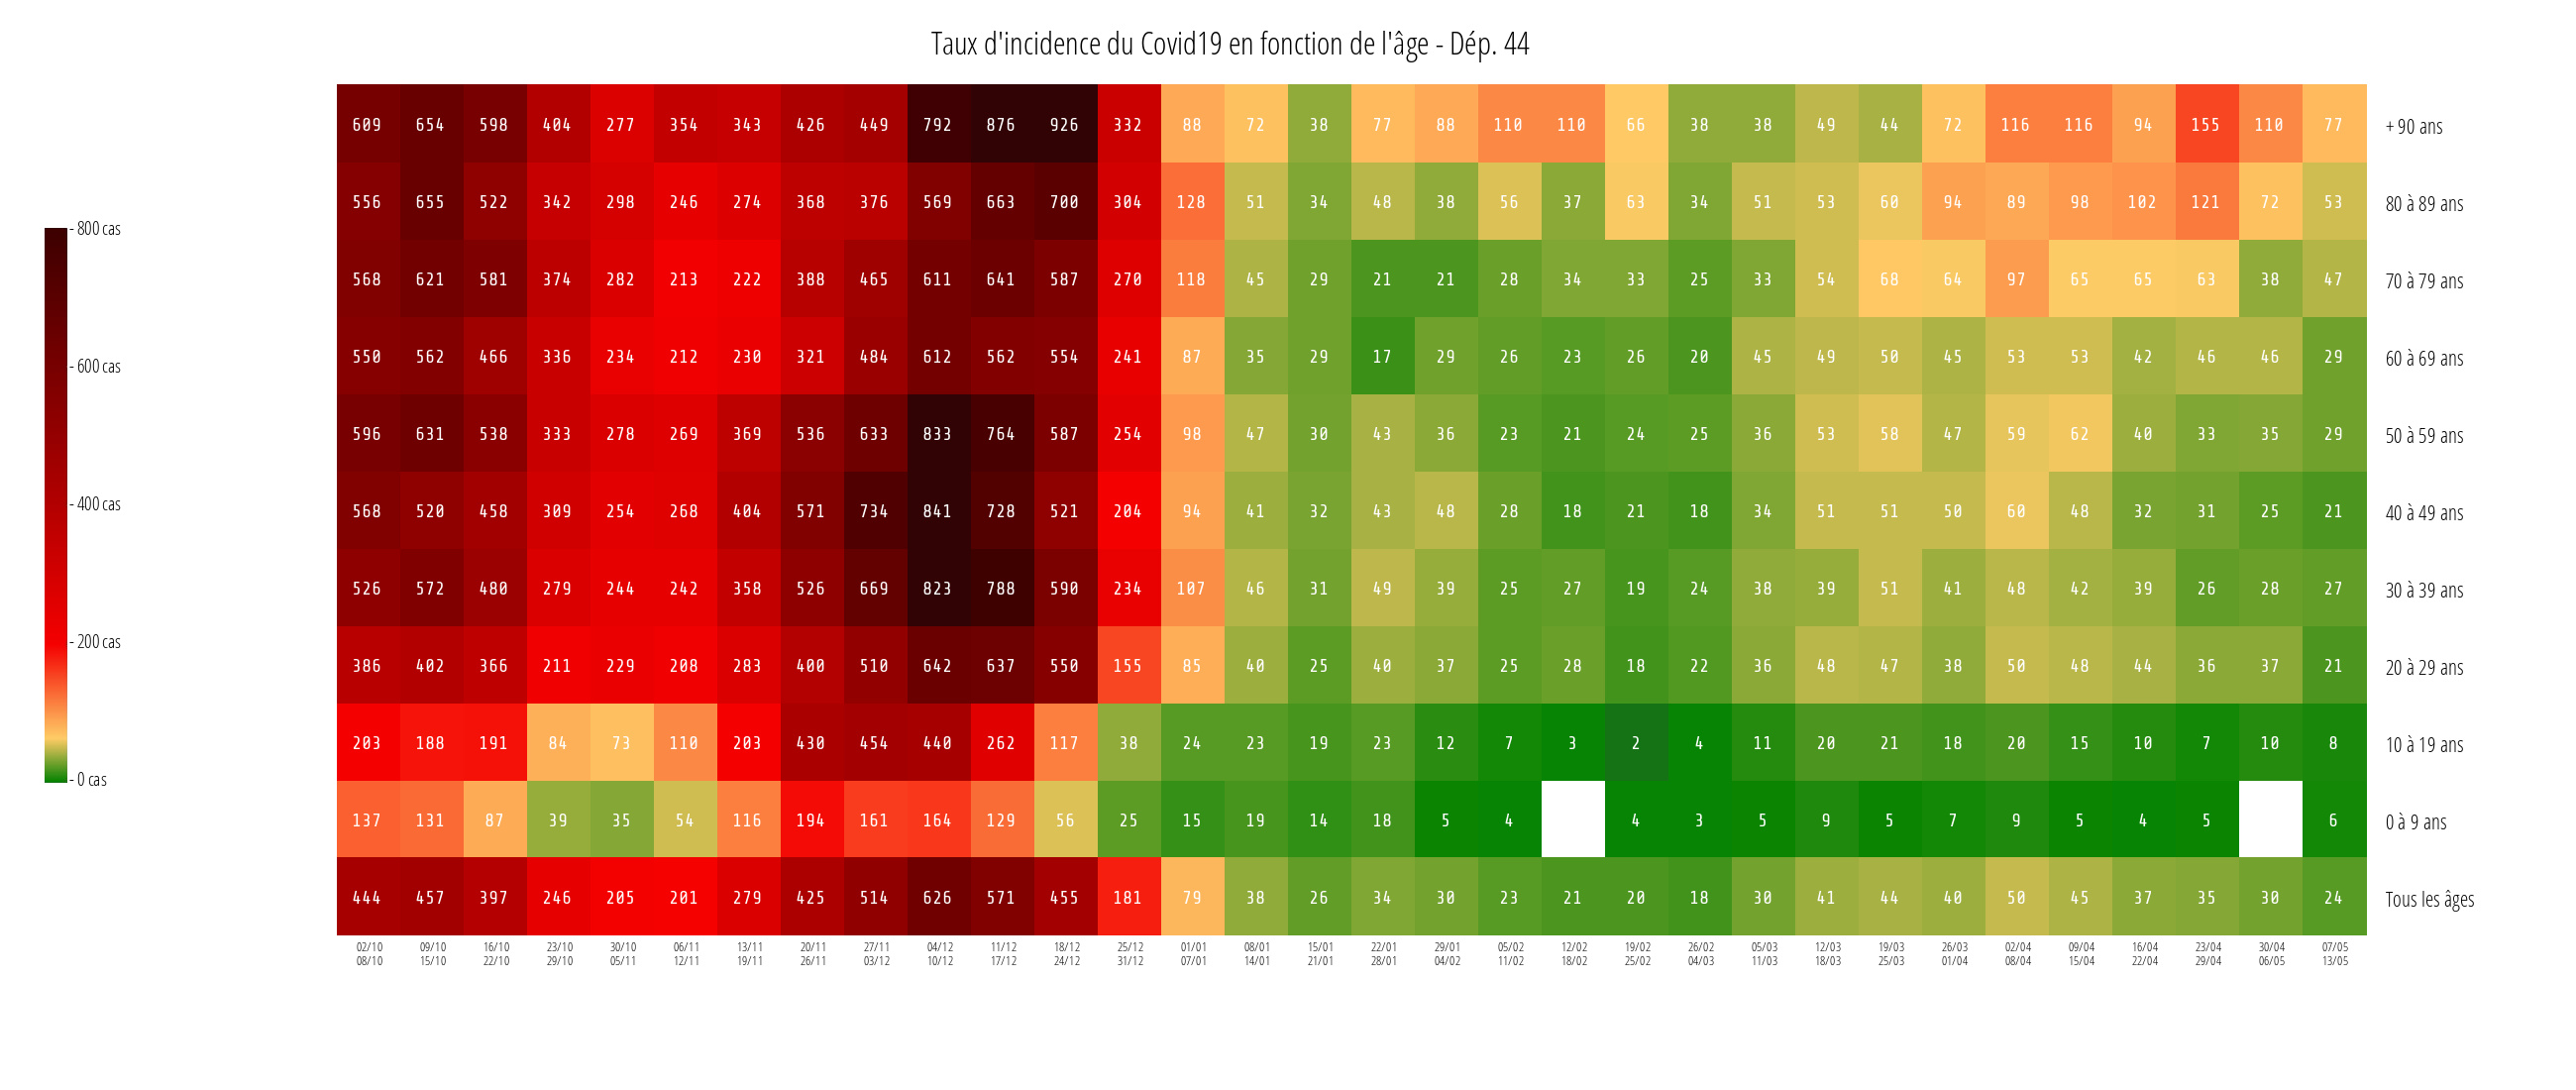 Taux d'incidence du Covid19 en fonction de l'âge - Dép. 44
609 654 598 404 277 354 343 426 449 792 876 926 332 88 72 38 77 88 110 110 66 38 38 49 44 72 116 116 94 155 110 77 + 90 ans
556 655 522 342 298 246 274 368 376 569 663 700 304 128 51 34 48 38 56 37 63 34 51 53 60 94 89 98 102 121 72 53 80 à 89 ans
- 800 cas
568 621 581 374 282 213 222 388 465 611 641 587 270 118 45 29 21 21 28 34 33 25 33 54 68 64 97 65 65 63 38 47 70 à 79 ans
550 562 466 336 234 212 230 321 484 612 562 554 241 87 35 29 17 29 26 23 26 20 45 49 50 45 53 53 42 46 46 29 60 à 69 ans
- 600 cas
596 631 538 333 278 269 369 536 633 833 764 587 254 98 47 30 43 36 23 21 24 25 36 53 58 47 59 62 40 33 35 29 50 à 59 ans
- 400 cas
568 520 458 309 254 268 404 571 734 841 728 521 204 94 41 32 43 48 28 18 21 18 34 51 51 50 60 48 32 31 25 21 40 à 49 ans
526 572 480 279 244 242 358 526 669 823 788 590 234 107 46 31 49 39 25 27 19 24 38 39 51 41 48 42 39 26 28 27 30 à 39 ans
- 200 cas
386 402 366 211 229 208 283 400 510 642 637 550 155 85 40 25 40 37 25 28 18 22 36 48 47 38 50 48 44 36 37 21 20 à 29 ans
203 188 191 84 73 110 203 430 454 440 262 117 38 24 23 19 23 12 7 3 2 4 11 20 21 18 20 15 10 7 10 8 10 à 19 ans
- 0 cas
137 131 87 39 35 54 116 194 161 164 129 56 25 15 19 14 18 5 4 4 3 5 9 5 7 9 5 4 5 6 0 à 9 ans
444 457 397 246 205 201 279 425 514 626 571 455 181 79 38 26 34 30 23 21 20 18 30 41 44 40 50 45 37 35 30 24 Tous les âges
02/10 09/10 16/10 23/10 30/10 06/11 13/11 20/11 27/11 04/12 11/12 18/12 25/12 01/01 08/01 15/01 22/01 29/01 05/02 12/02 19/02 26/02 05/03 12/03 19/03 26/03 02/04 09/04 16/04 23/04 30/04 07/05
08/10 15/10 22/10 29/10 05/11 12/11 19/11 26/11 03/12 10/12 17/12 24/12 31/12 07/01 14/01 21/01 28/01 04/02 11/02 18/02 25/02 04/03 11/03 18/03 25/03 01/04 08/04 15/04 22/04 29/04 06/05 13/05